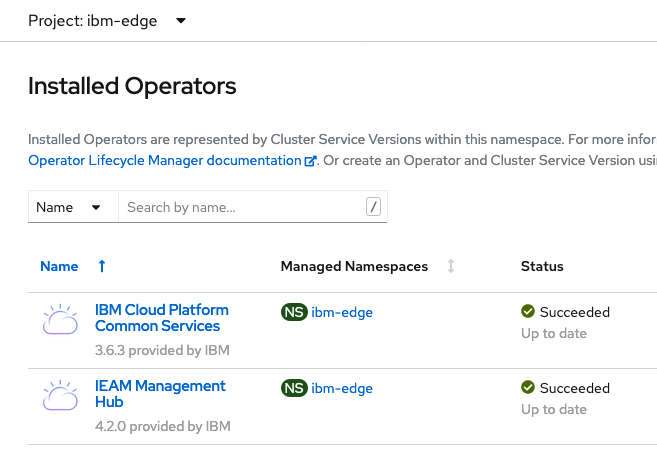 Project: ibm-edge
Installed Operators
Installed Operators are represented by Cluster Service Versions within this namespace. For more infor
Operator Lifecycle Manager documentation. Or create an Operator and Cluster Service Version usi
Name Search by name... /
Name Managed Namespaces Status
IBM Cloud Platform
Common Services
3.6.3 provided by IBM
NS ibm-edge
Succeeded
Up to date
IEAM Management
Hub
4.2.0 provided by IBM
NS ibm-edge
Succeeded
Up to date